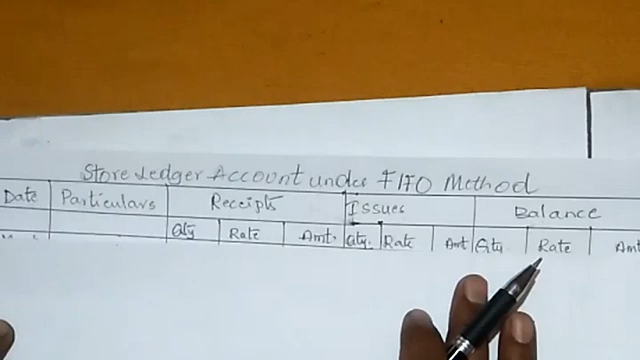 Store Ledger Account under FIFO Method
Date Particulars Receipts Issues Balance
Qty Rate Amt. Qty. Rate Amt Qty Rate Amt